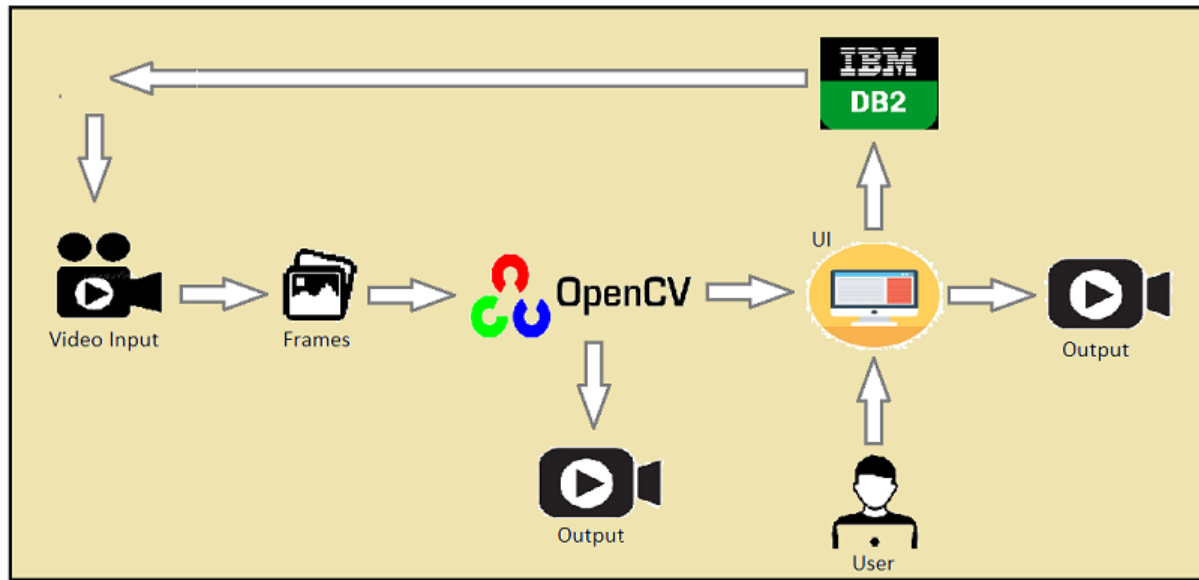 IBM
DB2
UI
OpenCV
Video Input
Frames
Output
Output
User